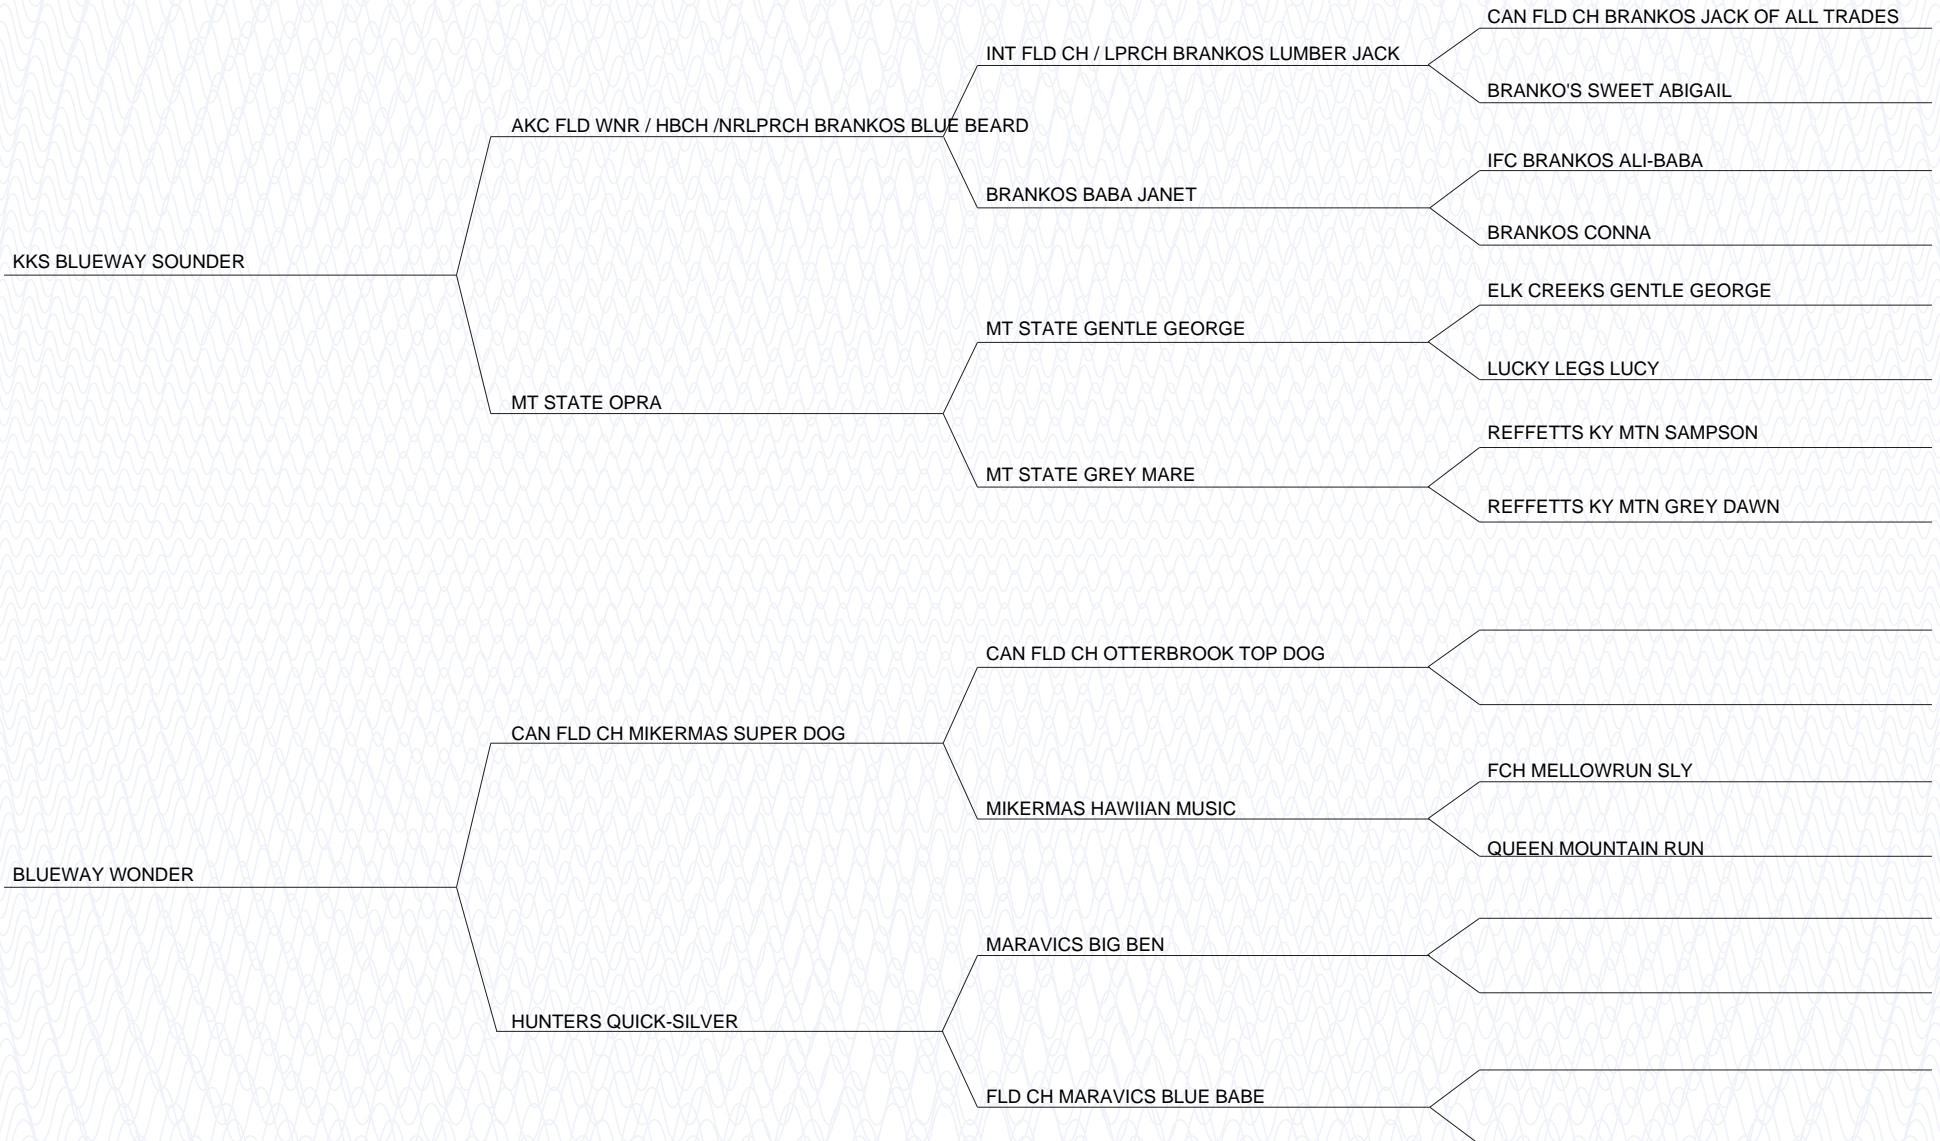 CAN FLD CH BRANKOS JACK OF ALL TRADES
INT FLD CH / LPRCH BRANKOS LUMBER JACK
BRANKO'S SWEET ABIGAIL
AKC FLD WNR / HBCH /NRLPRCH BRANKOS BLUE BEARD
IFC BRANKOS ALI-BABA
BRANKOS BABA JANET
BRANKOS CONNA
KKS BLUEWAY SOUNDER
ELK CREEKS GENTLE GEORGE
MT STATE GENTLE GEORGE
LUCKY LEGS LUCY
MT STATE OPRA
REFFETTS KY MTN SAMPSON
MT STATE GREY MARE
REFFETTS KY MTN GREY DAWN
CAN FLD CH OTTERBROOK TOP DOG
CAN FLD CH MIKERMAS SUPER DOG
FCH MELLOWRUN SLY
MIKERMAS HAWIIAN MUSIC
QUEEN MOUNTAIN RUN
BLUEWAY WONDER
MARAVICS BIG BEN
HUNTERS QUICK-SILVER
FLD CH MARAVICS BLUE BABE